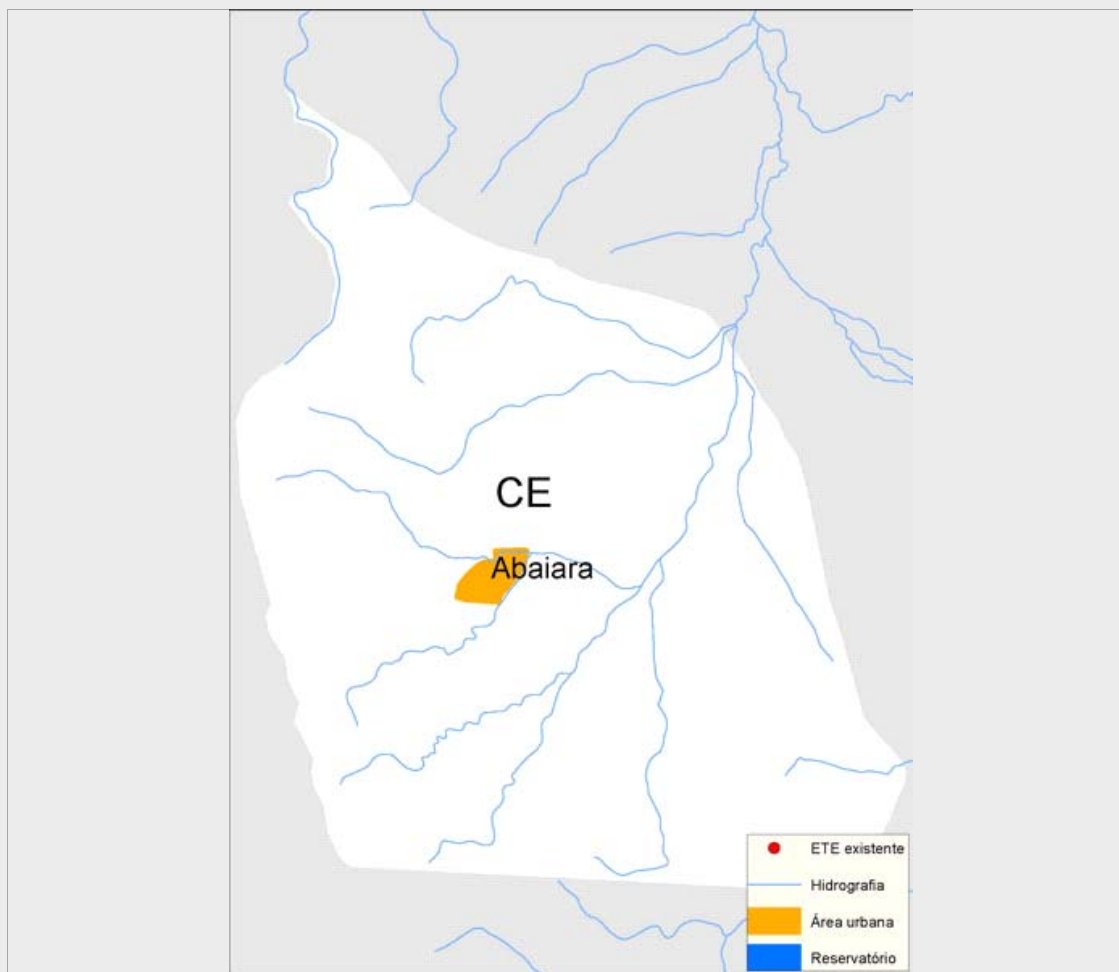 CE
Abaiara
ETE existente
Hidrografia
Área urbana
Reservatório